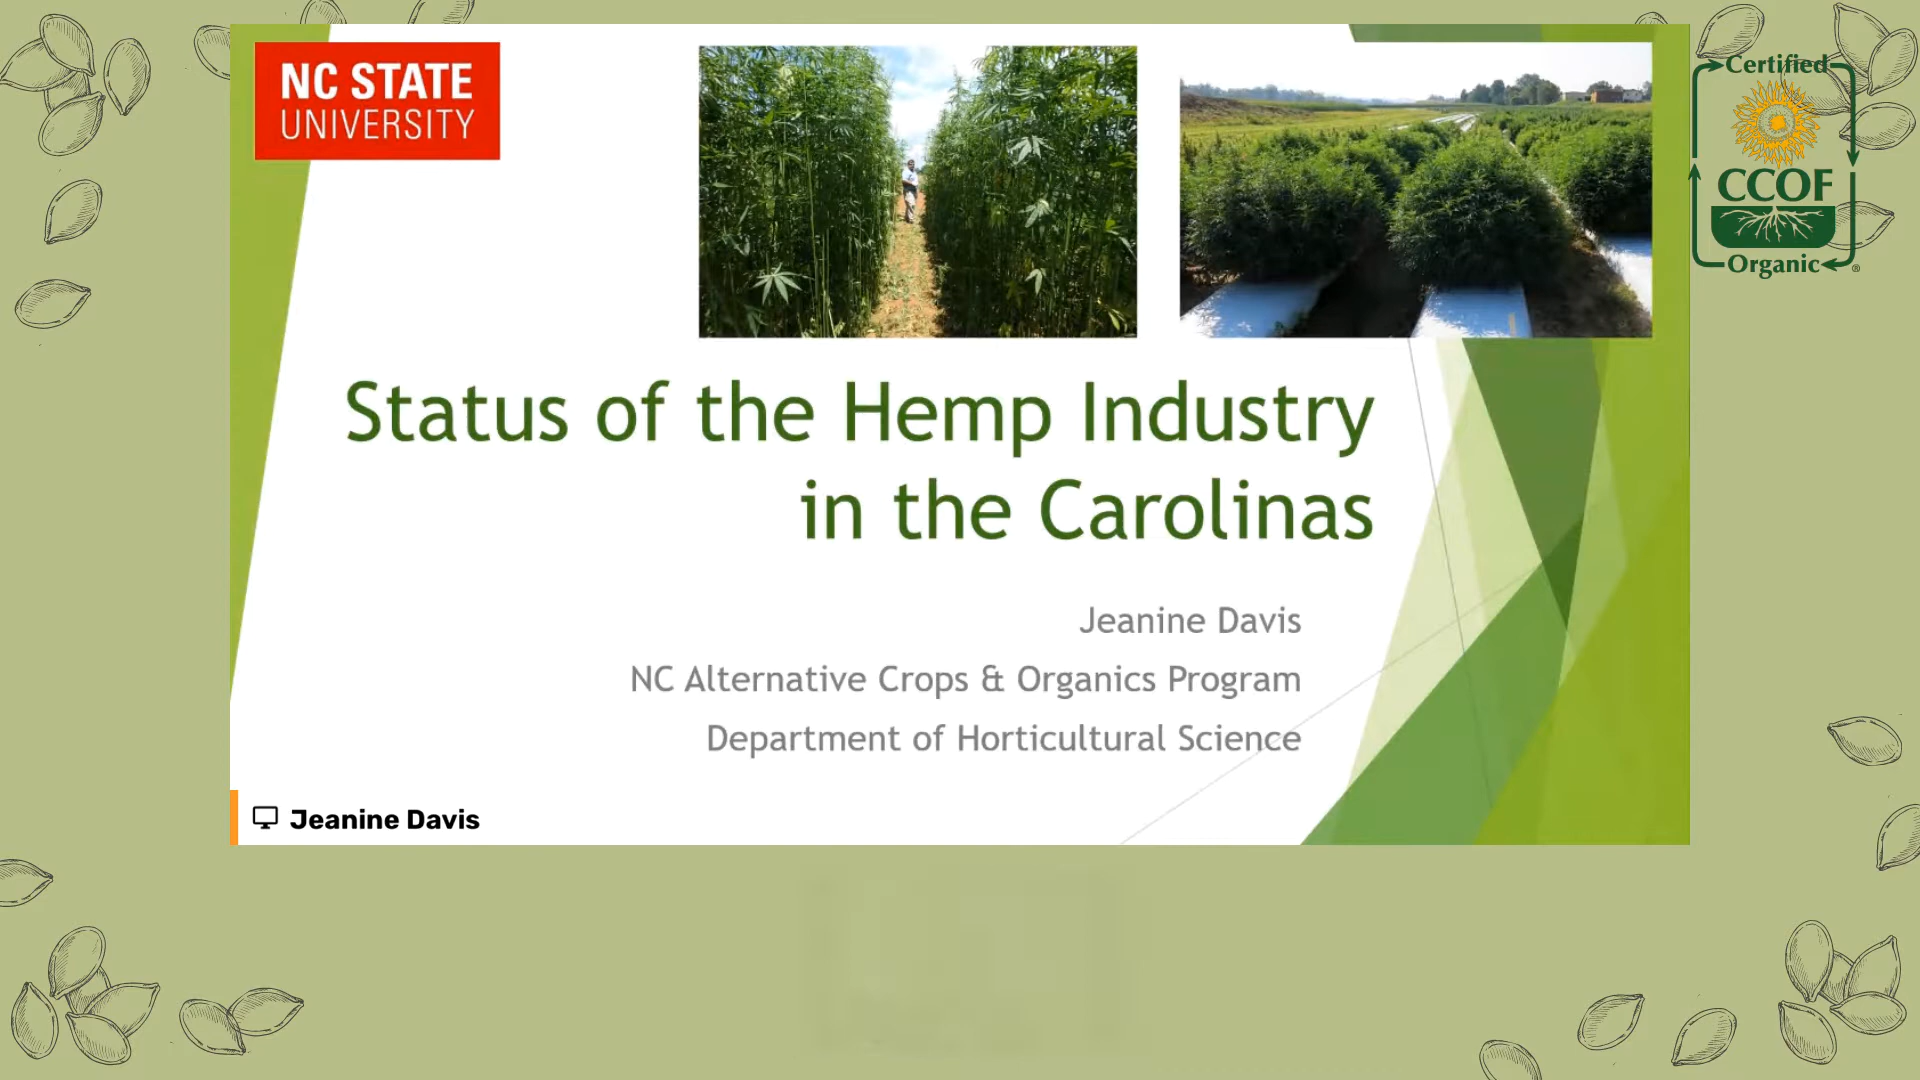 NC STATE
UNIVERSITY
Certified
CCOF
Organic
®
Status of the Hemp Industry
in the Carolinas
Jeanine Davis
NC Alternative Crops & Organics Program
Department of Horticultural Science
Jeanine Davis